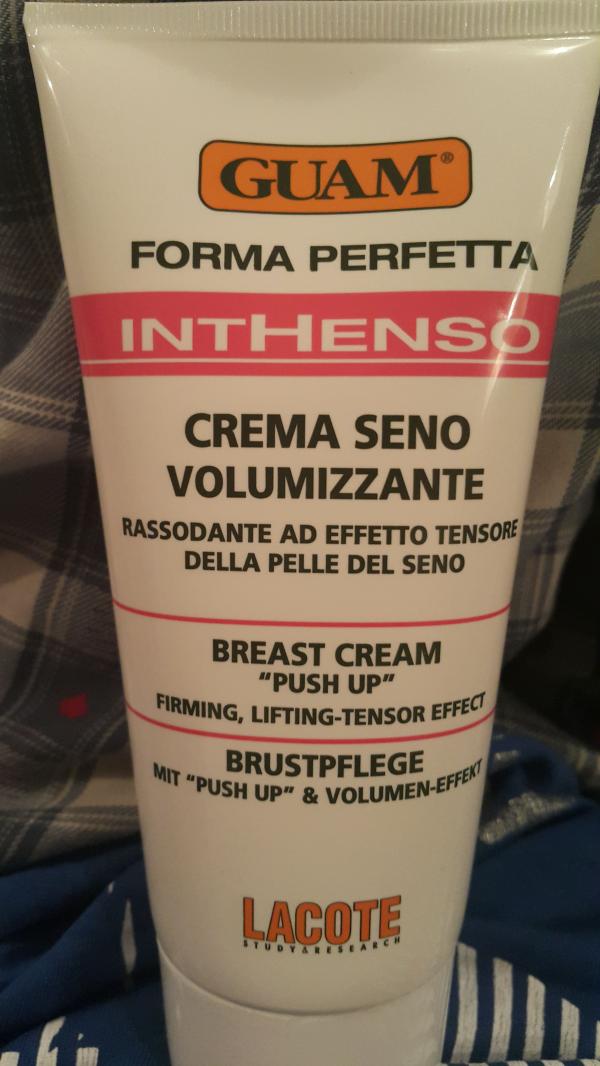 GUAM®
FORMA PERFETTA
INTHENSO
CREMA SENO
VOLUMIZZANTE
RASSODANTE AD EFFETTO TENSORE
DELLA PELLE DEL SENO
BREAST CREAM
"PUSH UP"
FIRMING, LIFTING-TENSOR EFFECT
BRUSTPFLEGE
MIT "PUSH UP" & VOLUMEN-EFFEKT
LACOTE
STUDY & RESEARCH